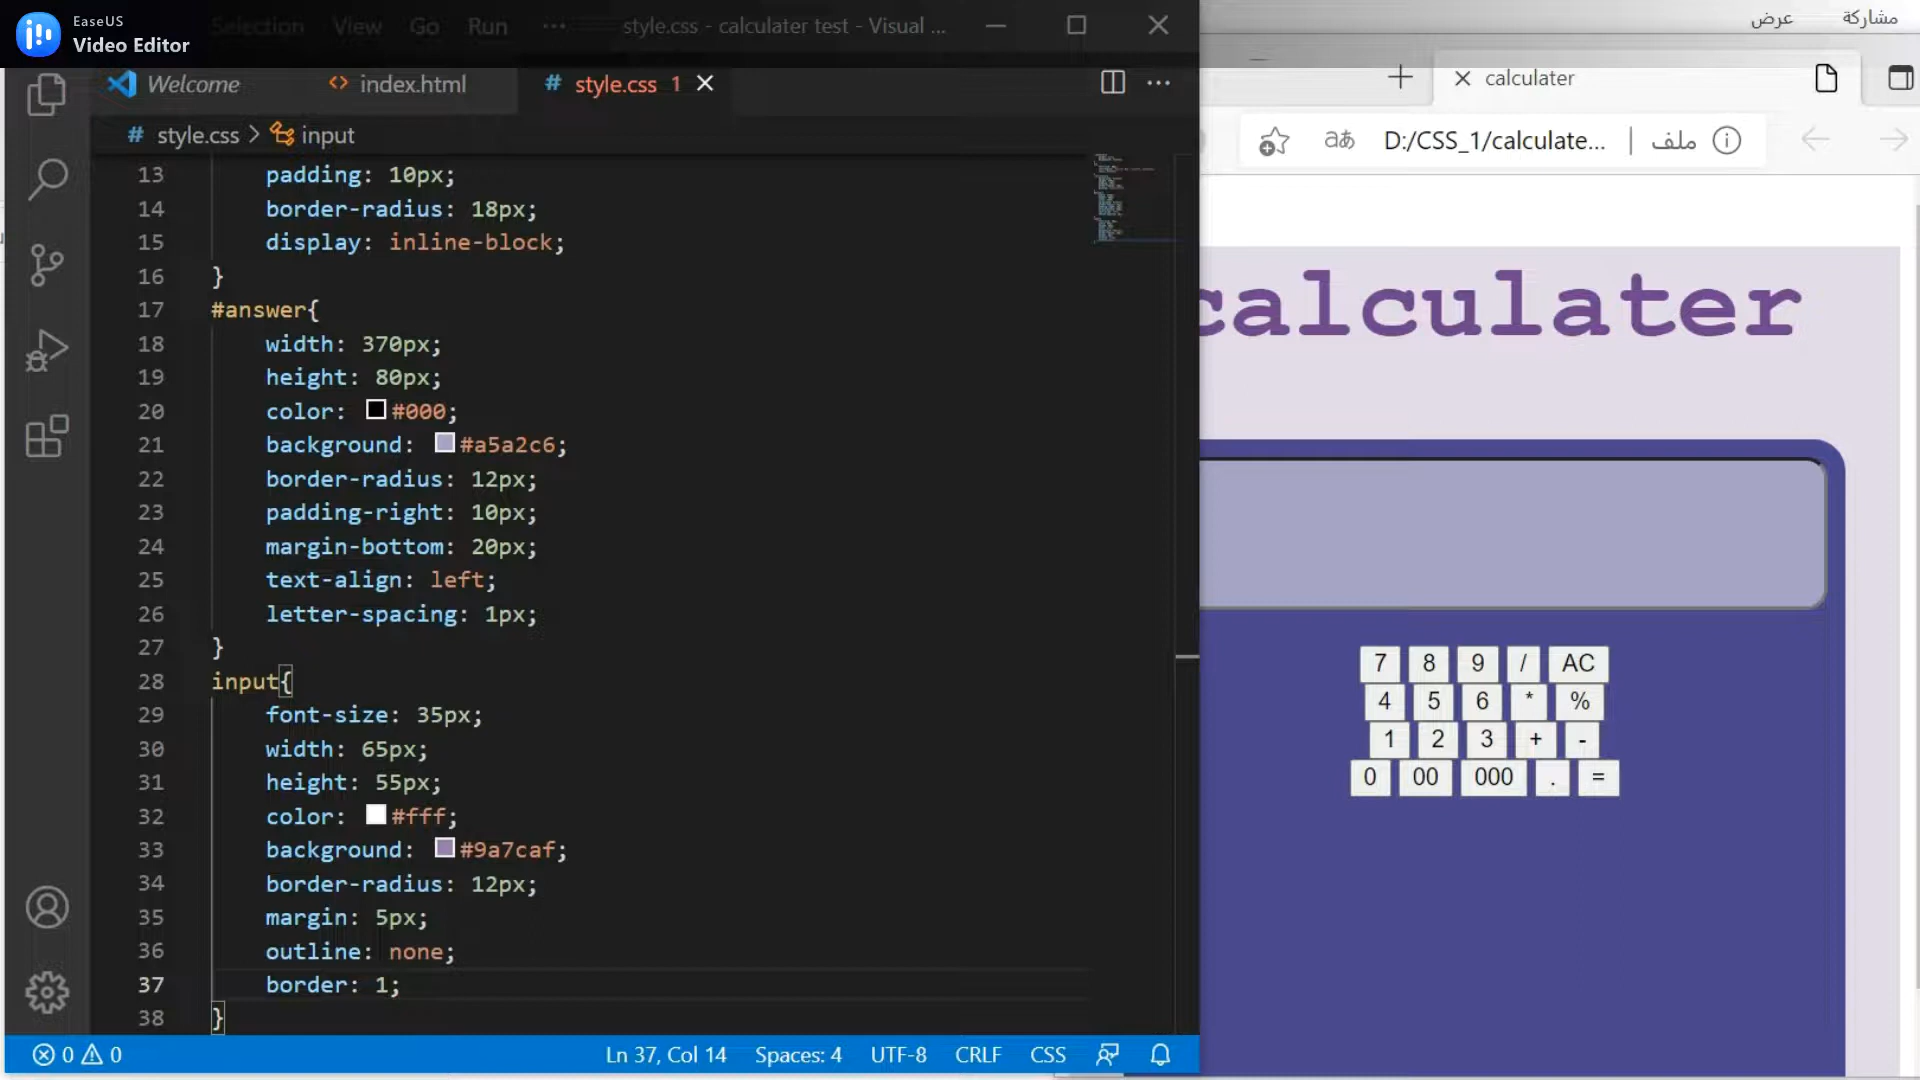 EaseUS
Video Editor
Selection View Go Run ··· style.css - calculater test - Visual ...
Welcome
<> index.html
# style.css 1
# style.css > input
13 padding: 10px;
14 border-radius: 18px;
15 display: inline-block;
16 }
17 #answer{
18 width: 370px;
19 height: 80px;
20 color: #000;
21 background: #a5a2c6;
22 border-radius: 12px;
23 padding-right: 10px;
24 margin-bottom: 20px;
25 text-align: left;
26 letter-spacing: 1px;
27 }
28 input{
29 font-size: 35px;
30 width: 65px;
31 height: 55px;
32 color: #fff;
33 background: #9a7caf;
34 border-radius: 12px;
35 margin: 5px;
36 outline: none;
37 border: 1;
38 }
0 0
Ln 37, Col 14 Spaces: 4 UTF-8 CRLF CSS
مشاركة عرض
calculater
D:/CSS_1/calculate... | ملف
aあ
calculater
7 8 9 / AC
4 5 6 * %
1 2 3 + -
0 00 000 . =